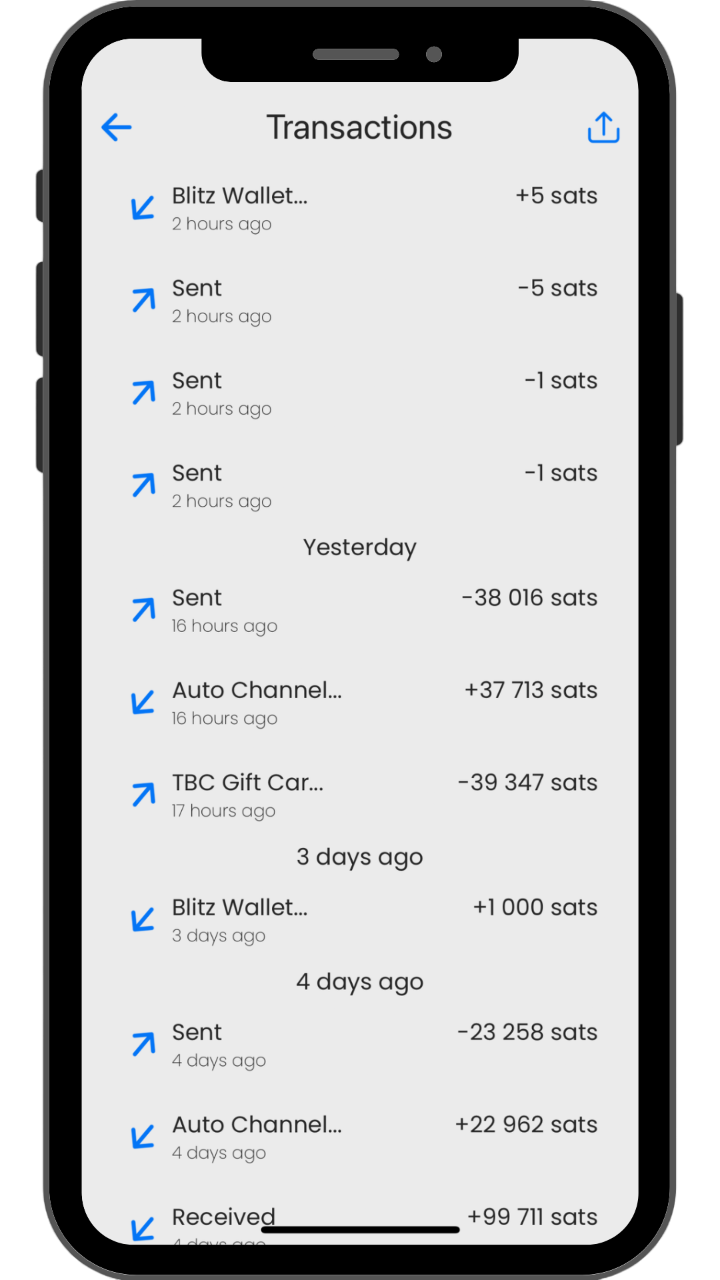 Transactions
Blitz Wallet... +5 sats
2 hours ago
Sent -5 sats
2 hours ago
Sent -1 sats
2 hours ago
Sent -1 sats
2 hours ago
Yesterday
Sent -38 016 sats
16 hours ago
Auto Channel... +37 713 sats
16 hours ago
TBC Gift Car... -39 347 sats
17 hours ago
3 days ago
Blitz Wallet... +1 000 sats
3 days ago
4 days ago
Sent -23 258 sats
4 days ago
Auto Channel... +22 962 sats
4 days ago
Received +99 711 sats
4 days ago